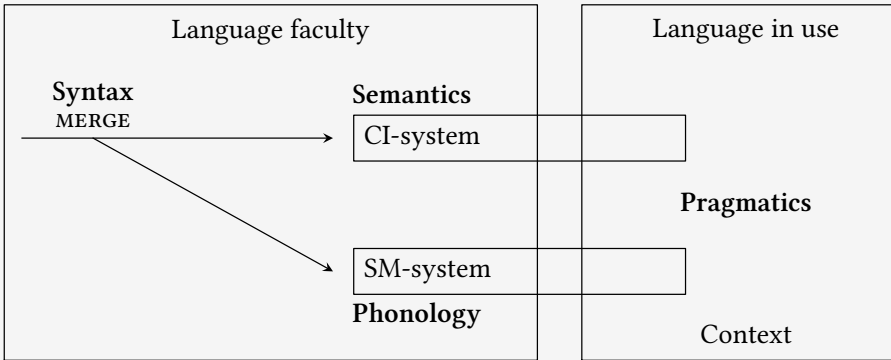 Language faculty
Language in use
Syntax
MERGE
Semantics
CI-system
Pragmatics
SM-system
Phonology
Context